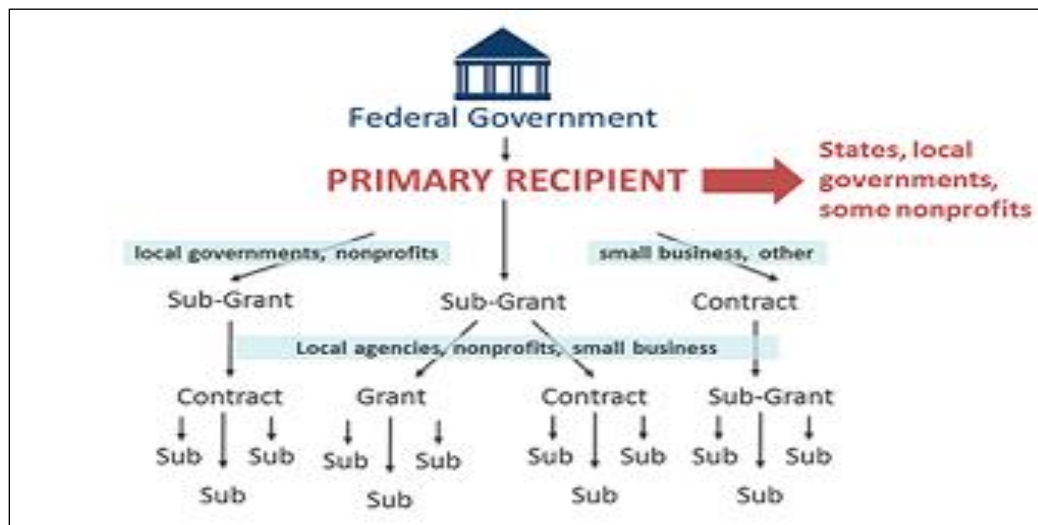 Federal Government
PRIMARY RECIPIENT
States, local
governments,
some nonprofits
local governments, nonprofits
small business, other
Sub-Grant
Sub-Grant
Contract
Local agencies, nonprofits, small business
Contract
Grant
Contract
Sub-Grant
Sub
Sub
Sub
Sub
Sub
Sub
Sub
Sub
Sub
Sub
Sub
Sub